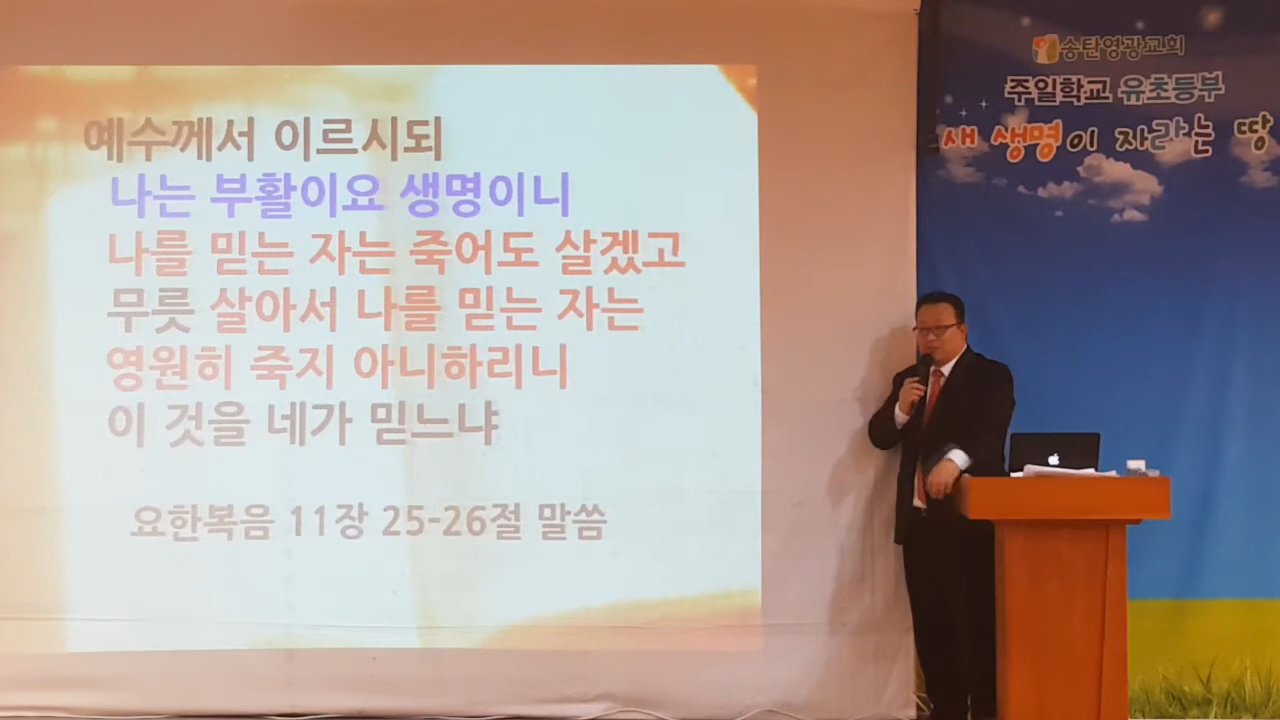 예수께서 이르시되
나는 부활이요 생명이니
나를 믿는 자는 죽어도 살겠고
무릇 살아서 나를 믿는 자는
영원히 죽지 아니하리니
이 것을 네가 믿느냐
요한복음 11장 25-26절 말씀
송탄영광교회
주일학교 유초등부
새 생명이 자라는 땅